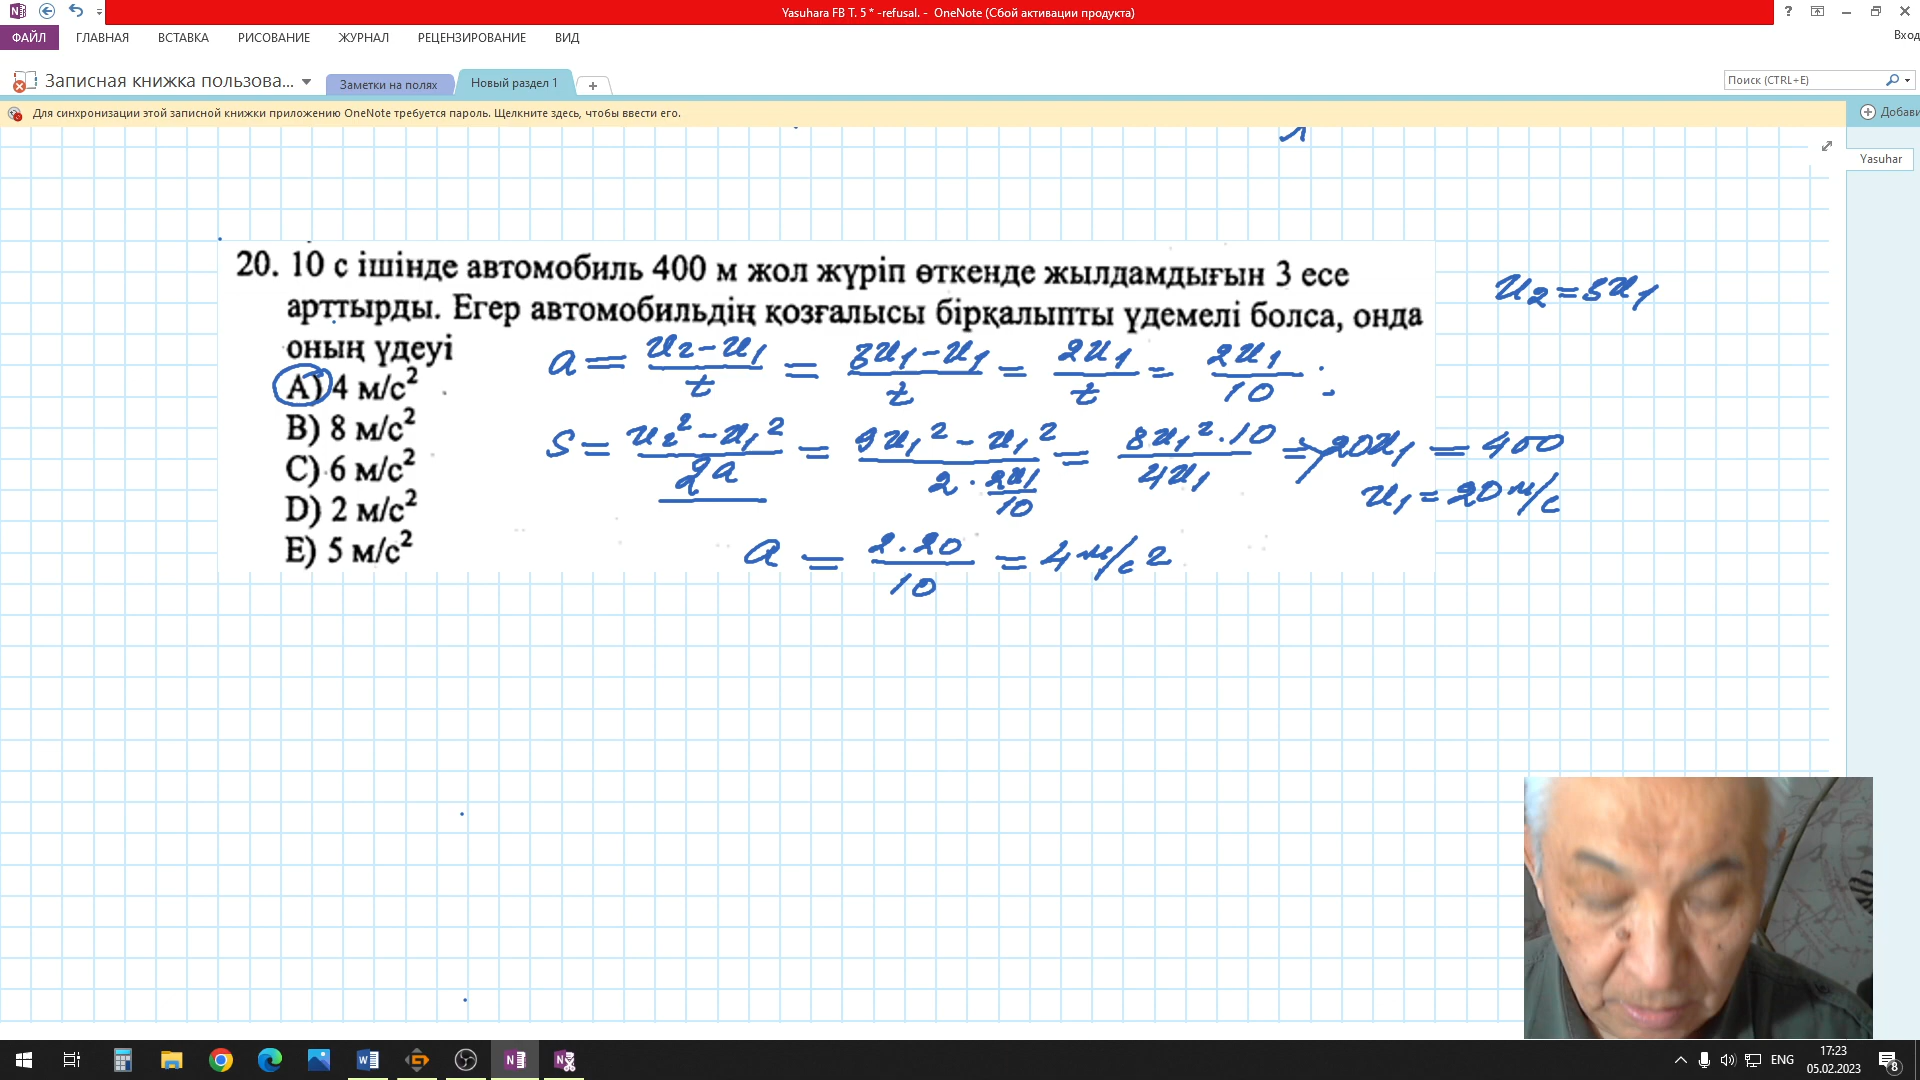 Yasuhara FB T. 5 * -refusal. - OneNote (Сбой активации продукта)
ФАЙЛ ГЛАВНАЯ ВСТАВКА РИСОВАНИЕ ЖУРНАЛ РЕЦЕНЗИРОВАНИЕ ВИД
Вход
Записная книжка пользова... Заметки на полях Новый раздел 1
Поиск (CTRL+E)
Для синхронизации этой записной книжки приложению OneNote требуется пароль. Щелкните здесь, чтобы ввести его.
Добави
Yasuhar
20. 10 с ішінде автомобиль 400 м жол жүріп өткенде жылдамдығын 3 есе
арттырды. Егер автомобильдің қозғалысы бірқалыпты үдемелі болса, онда
оның үдеуі
A) 4 м/с²
B) 8 м/с²
C) 6 м/с²
D) 2 м/с²
E) 5 м/с²
u₂ = 3u₁
a = (u₂ - u₁)/t = (3u₁ - u₁)/t = 2u₁/t = 2u₁/10 ;
S = (u₂² - u₁²)/2a = (9u₁² - u₁²)/(2 · 2u₁/10) = 8u₁² · 10/4u₁ => 20u₁ = 400
u₁ = 20 м/с
a = 2 · 20/10 = 4 м/с²
ENG
17:23
05.02.2023
8